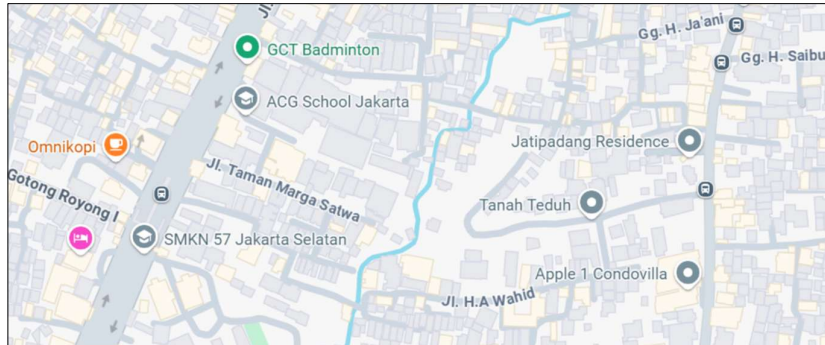 Jl.
GCT Badminton
Gg. H. Ja'ani
Gg. H. Saibu
ACG School Jakarta
Omnikopi
Jatipadang Residence
Jl. Taman Marga Satwa
Gotong Royong I
Tanah Teduh
SMKN 57 Jakarta Selatan
Apple 1 Condovilla
Jl. H.A Wahid